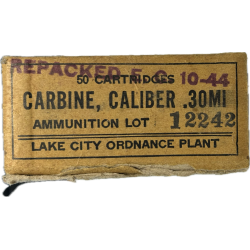 REPACKED F.C. 10-44
50 CARTRIDGES
CARBINE, CALIBER .30M1
AMMUNITION LOT 12242
LAKE CITY ORDNANCE PLANT